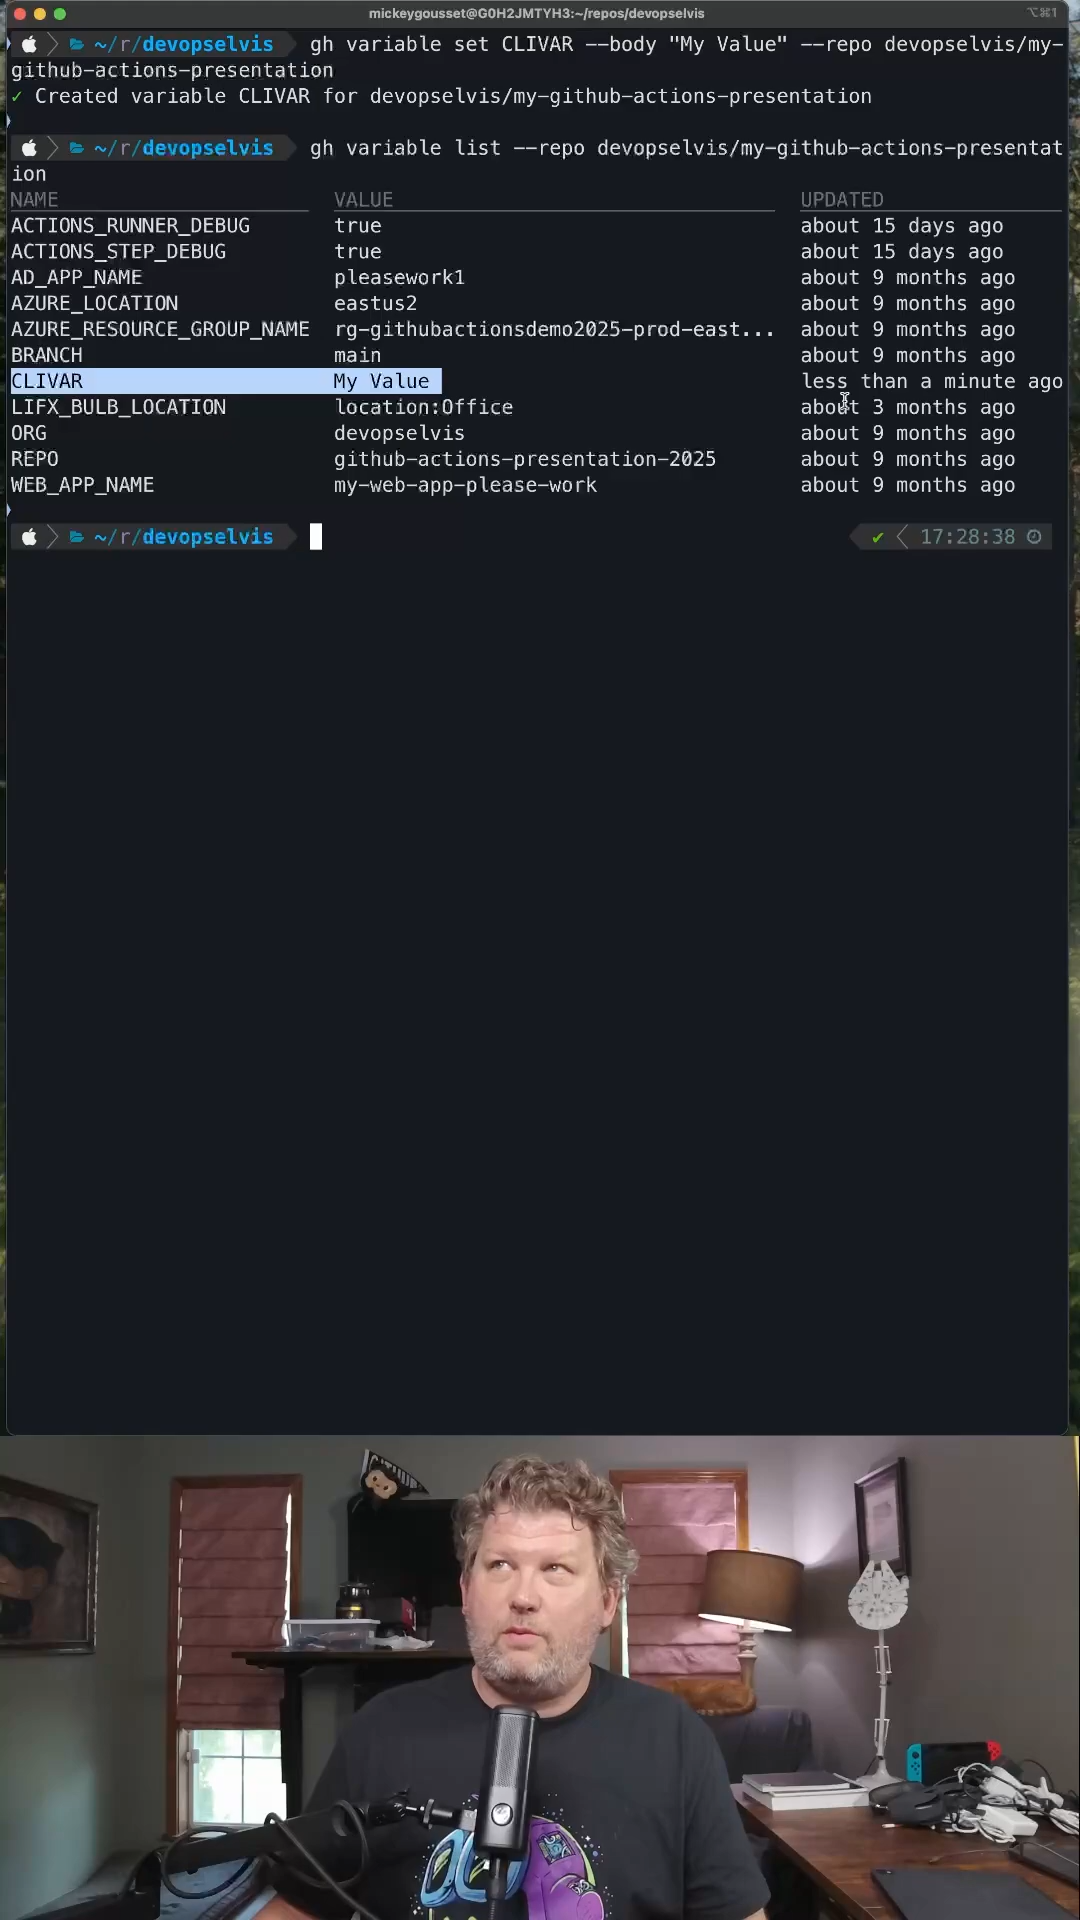 mickeygousset@G0H2JMTYH3:~/repos/devopselvis
⌥⌘1
~/r/devopselvis gh variable set CLIVAR --body "My Value" --repo devopselvis/my-
github-actions-presentation
✓ Created variable CLIVAR for devopselvis/my-github-actions-presentation
~/r/devopselvis gh variable list --repo devopselvis/my-github-actions-presentat
ion
NAME VALUE UPDATED
ACTIONS_RUNNER_DEBUG true about 15 days ago
ACTIONS_STEP_DEBUG true about 15 days ago
AD_APP_NAME pleasework1 about 9 months ago
AZURE_LOCATION eastus2 about 9 months ago
AZURE_RESOURCE_GROUP_NAME rg-githubactionsdemo2025-prod-east... about 9 months ago
BRANCH main about 9 months ago
CLIVAR My Value less than a minute ago
LIFX_BULB_LOCATION location:Office about 3 months ago
ORG devopselvis about 9 months ago
REPO github-actions-presentation-2025 about 9 months ago
WEB_APP_NAME my-web-app-please-work about 9 months ago
~/r/devopselvis ✔ 17:28:38